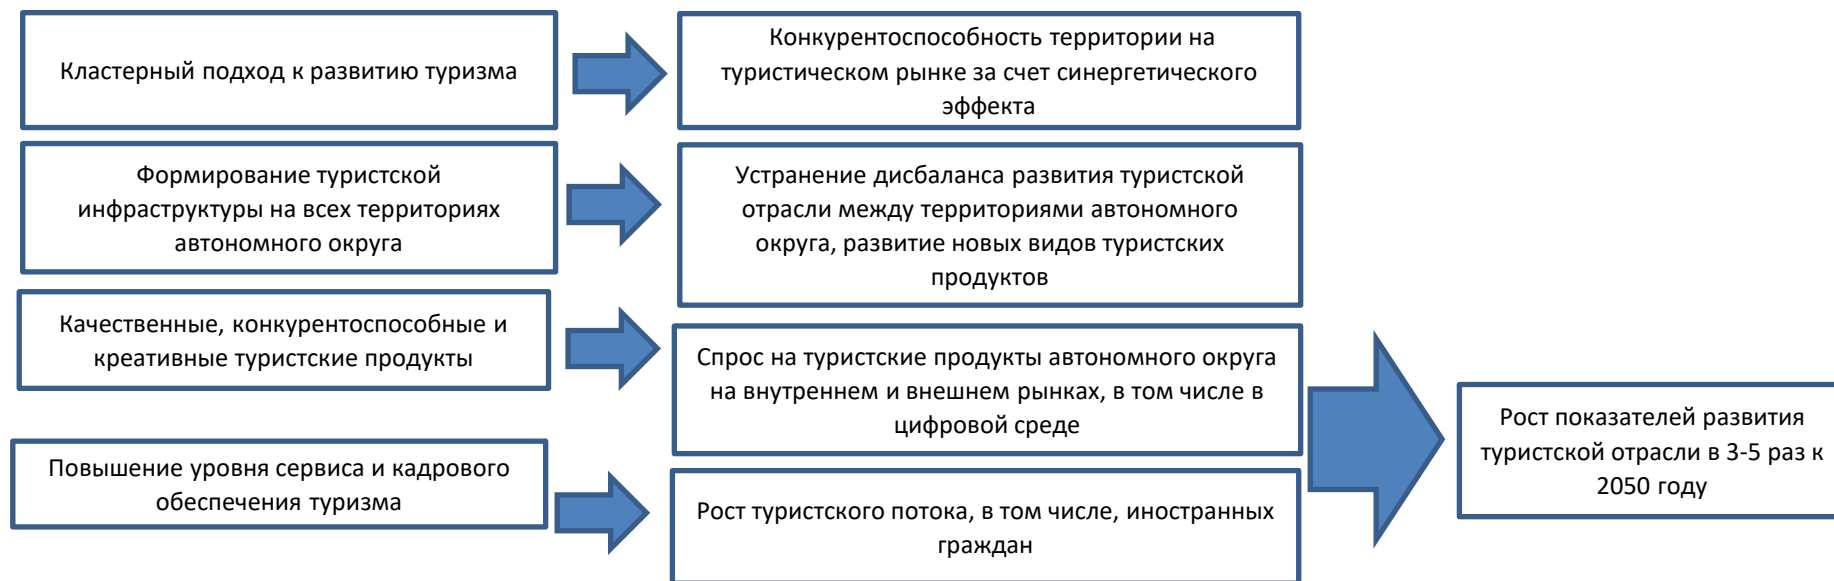 Кластерный подход к развитию туризма
Конкурентоспособность территории на
туристическом рынке за счет синергетического
эффекта
Формирование туристской
инфраструктуры на всех территориях
автономного округа
Устранение дисбаланса развития туристской
отрасли между территориями автономного
округа, развитие новых видов туристских
продуктов
Качественные, конкурентоспособные и
креативные туристские продукты
Спрос на туристские продукты автономного округа
на внутреннем и внешнем рынках, в том числе в
цифровой среде
Повышение уровня сервиса и кадрового
обеспечения туризма
Рост туристского потока, в том числе, иностранных
граждан
Рост показателей развития
туристской отрасли в 3-5 раз к
2050 году